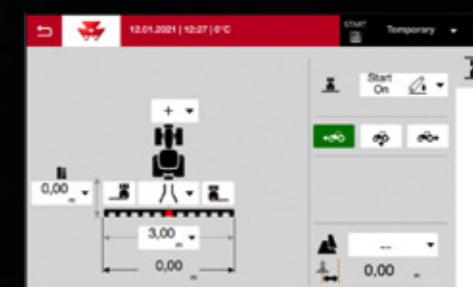 12.01.2021 | 12:27 | 0°C
START
Temporary
Start
On
+
0,00
3,00
m
0,00
m
--
0,00